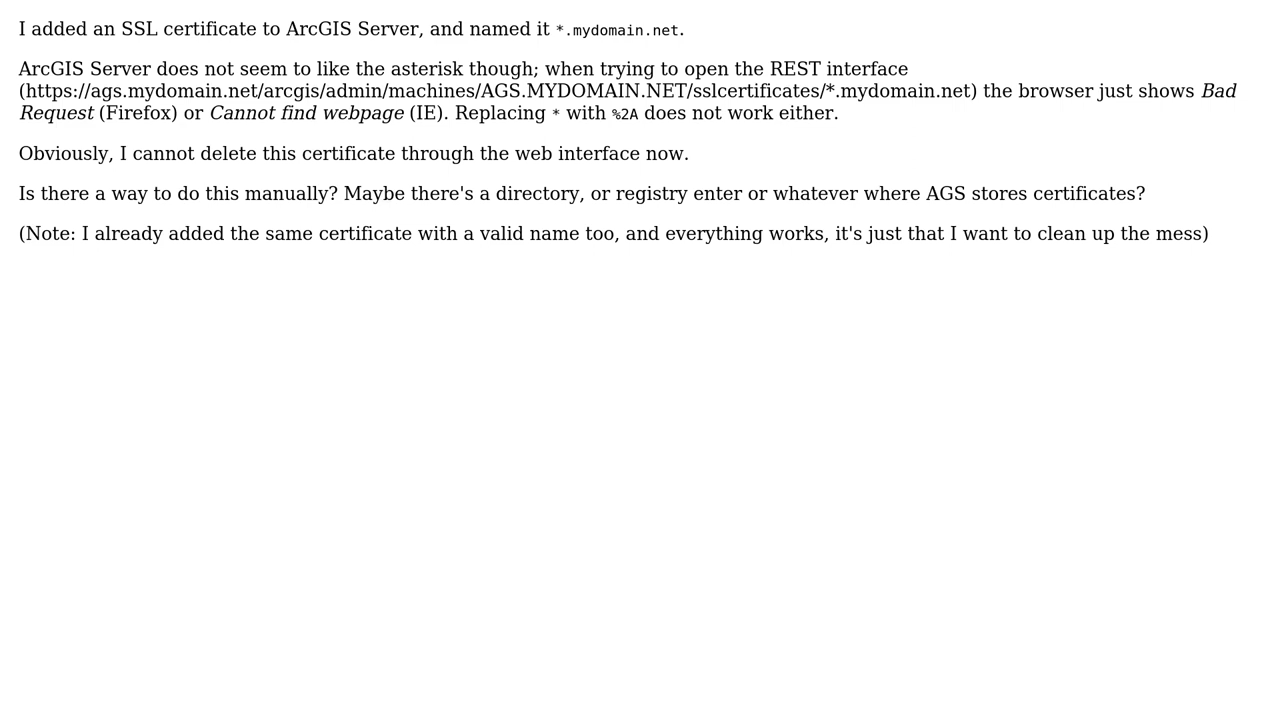 I added an SSL certificate to ArcGIS Server, and named it *.mydomain.net.
ArcGIS Server does not seem to like the asterisk though; when trying to open the REST interface
(https://ags.mydomain.net/arcgis/admin/machines/AGS.MYDOMAIN.NET/sslcertificates/*.mydomain.net) the browser just shows Bad
Request (Firefox) or Cannot find webpage (IE). Replacing * with %2A does not work either.
Obviously, I cannot delete this certificate through the web interface now.
Is there a way to do this manually? Maybe there's a directory, or registry enter or whatever where AGS stores certificates?
(Note: I already added the same certificate with a valid name too, and everything works, it's just that I want to clean up the mess)